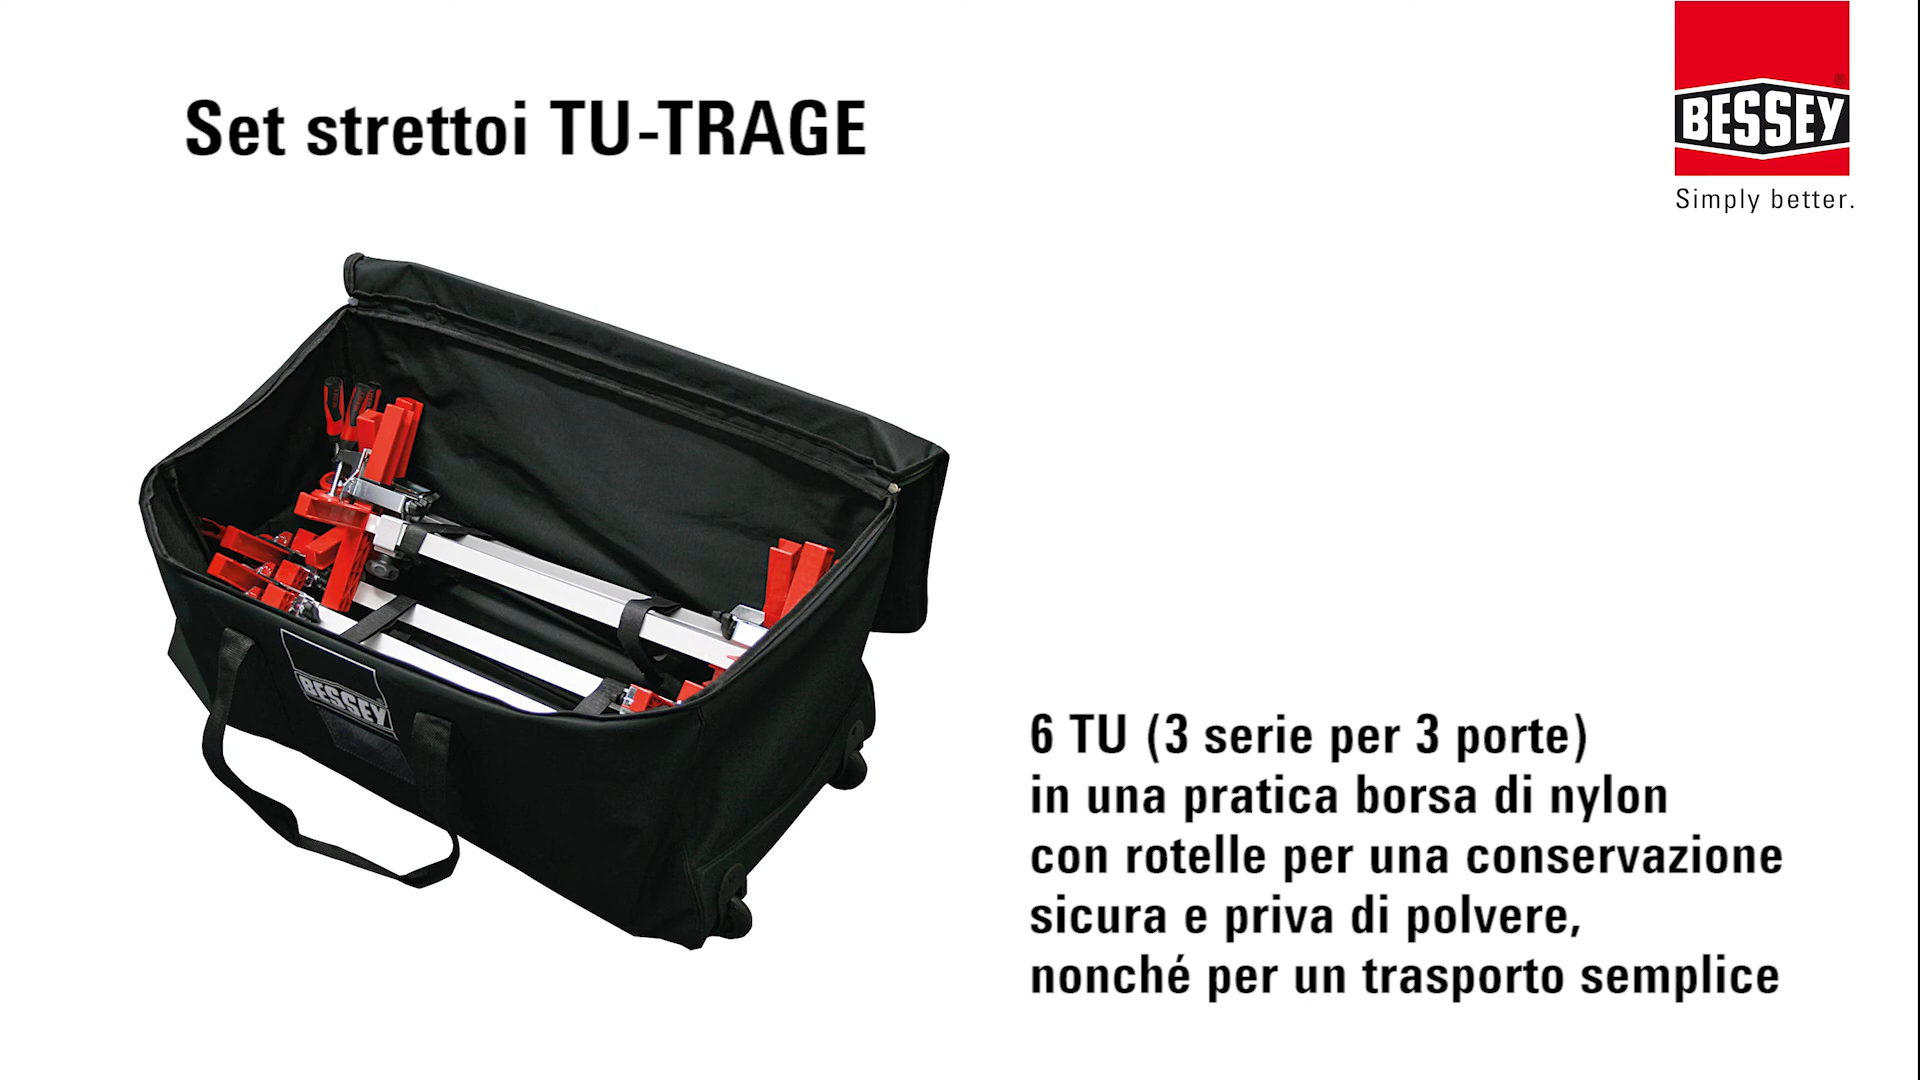 Set strettoi TU-TRAGE
BESSEY
®
Simply better.
BESSEY
6 TU (3 serie per 3 porte)
in una pratica borsa di nylon
con rotelle per una conservazione
sicura e priva di polvere,
nonché per un trasporto semplice